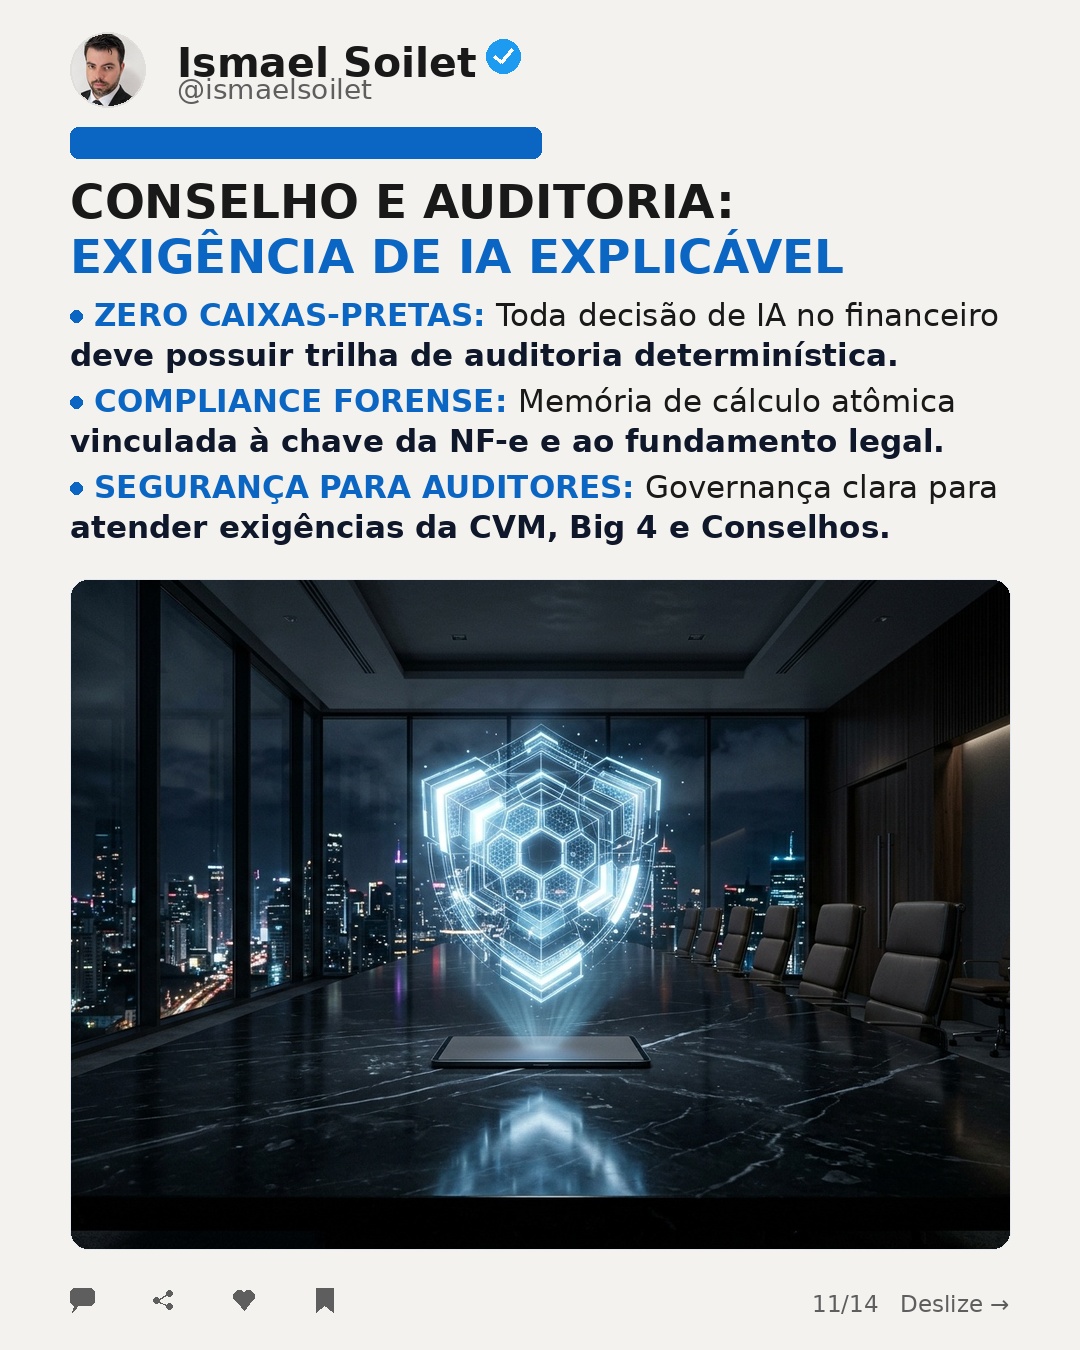 Ismael Soilet
@ismaelsoilet
CONSELHO E AUDITORIA:
EXIGÊNCIA DE IA EXPLICÁVEL
• ZERO CAIXAS-PRETAS: Toda decisão de IA no financeiro
deve possuir trilha de auditoria determinística.
• COMPLIANCE FORENSE: Memória de cálculo atômica
vinculada à chave da NF-e e ao fundamento legal.
• SEGURANÇA PARA AUDITORES: Governança clara para
atender exigências da CVM, Big 4 e Conselhos.
11/14 Deslize →